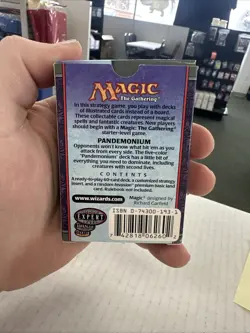 MAGIC
The Gathering®
In this strategy game, you play with decks
of illustrated cards instead of a board.
These collectable cards represent magical
spells and fantastic creatures. New players
should begin with a Magic: The Gathering®
starter-level game.
PANDEMONIUM
Opponents won't know what hit 'em as you
attack from every side. The five-color
"Pandemonium" deck has a little bit of
everything you need to dominate, including
creatures with second lives.
CONTENTS
A ready-to-play 60-card deck, a customized strategy
insert, and a random premium basic land
card. Rulebook not included.
www.wizards.com
Magic® designed by
Richard Garfield
ISBN 0-74300-193-1
EXPERT